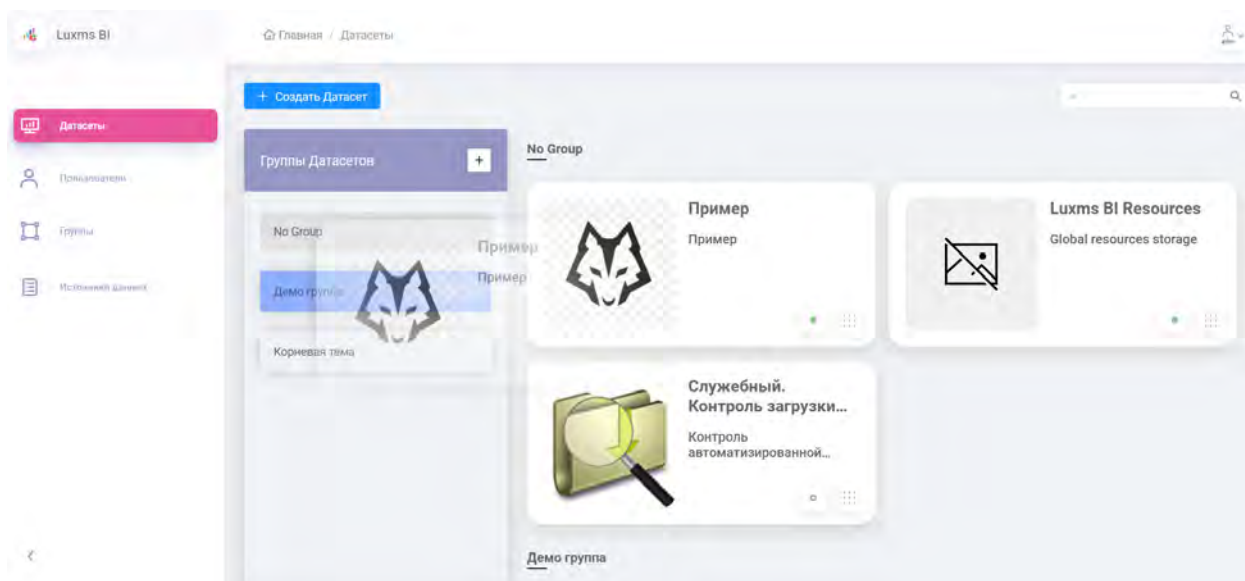 Luxms BI
Главная / Датасеты
+ Создать Датасет
Датасеты
Пользователи
Группы
Источники данных
Группы Датасетов
+
No Group
Демо группа
Корневая тема
Пример
Пример
No Group
Пример
Пример
Luxms BI Resources
Global resources storage
Служебный.
Контроль загрузки...
Контроль
автоматизированной...
Демо группа